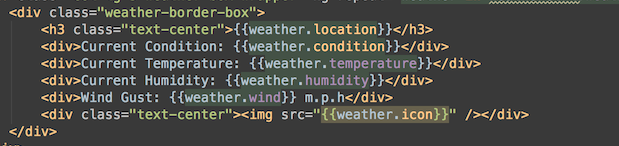 <div class="weather-border-box">
<h3 class="text-center">{{weather.location}}</h3>
<div>Current Condition: {{weather.condition}}</div>
<div>Current Temperature: {{weather.temperature}}</div>
<div>Current Humidity: {{weather.humidity}}</div>
<div>Wind Gust: {{weather.wind}} m.p.h</div>
<div class="text-center"><img src="{{weather.icon}}" /></div>
</div>